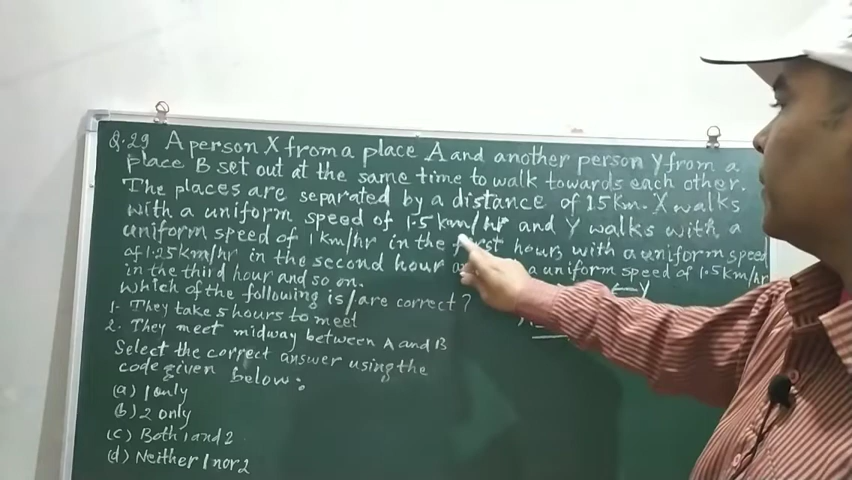 Q.29 A person X from a place A and another person Y from a
place B set out at the same time to walk towards each other.
The places are separated by a distance of 15 km. X walks
with a uniform speed of 1.5 km/hr and Y walks with a
uniform speed of 1 km/hr in the first hour, with a uniform speed
of 1.25 km/hr in the second hour a uniform speed of 1.5 km/hr
in the third hour and so on.
which of the following is/are correct?
←Y
1. They take 5 hours to meet
2. They meet midway between A and B
Select the correct answer using the
code given below:
(a) 1 only
(b) 2 only
(c) Both 1 and 2
(d) Neither 1 nor 2